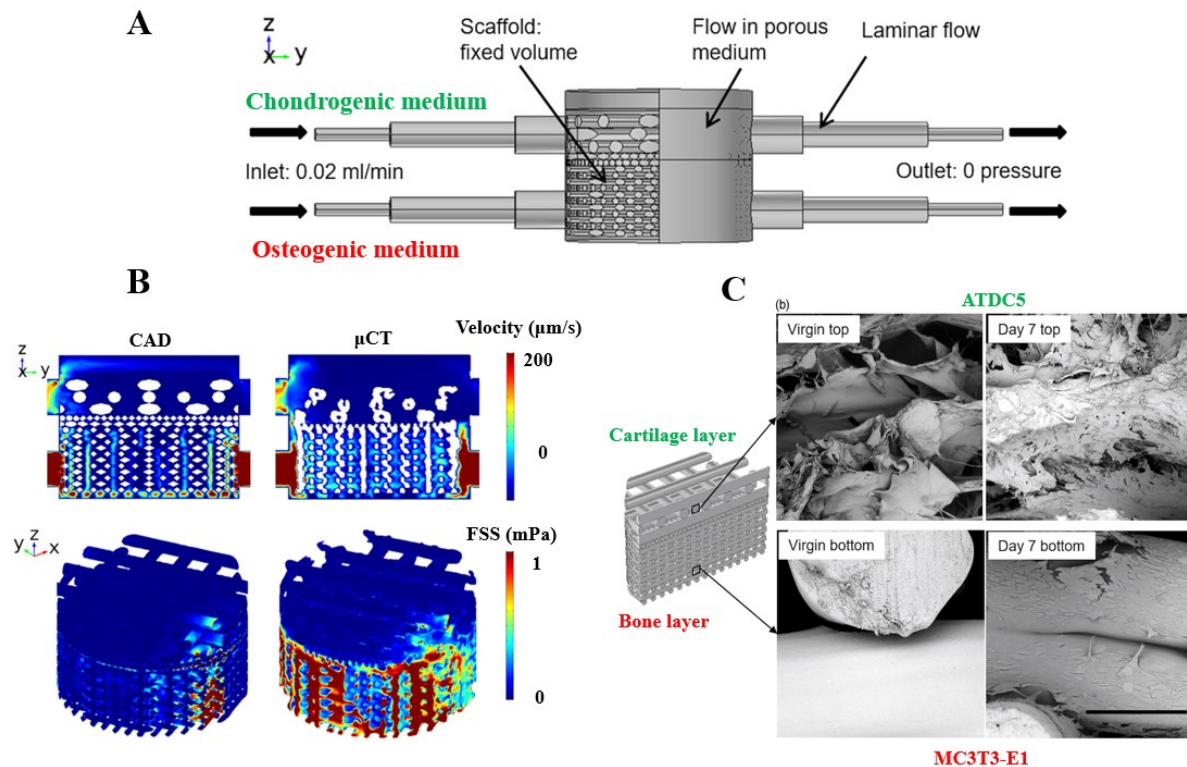 A
z
x y
Scaffold:
fixed volume
Flow in porous
medium
Laminar flow
Chondrogenic medium
Inlet: 0.02 ml/min
Outlet: 0 pressure
Osteogenic medium
B
CAD
μCT
Velocity (μm/s)
200
0
z
x y
y z x
FSS (mPa)
1
0
C
ATDC5
(b)
Virgin top
Day 7 top
Cartilage layer
Bone layer
Virgin bottom
Day 7 bottom
MC3T3-E1